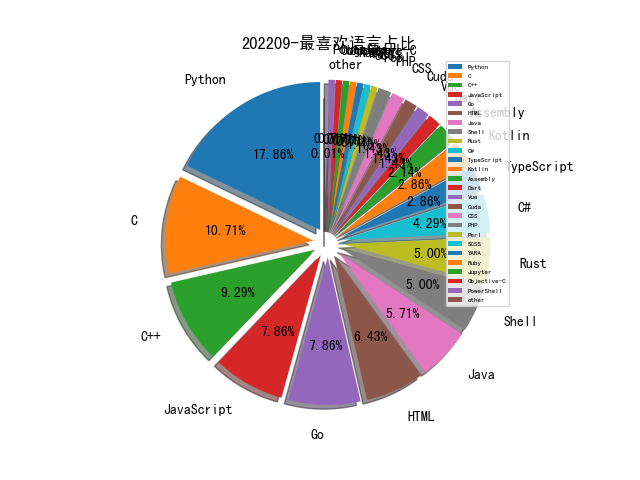 202209-最喜欢语言占比
Python
C
C++
JavaScript
Go
HTML
Java
Shell
Rust
C#
TypeScript
Kotlin
CSS
PHP
other
17.86%
10.71%
9.29%
7.86%
7.86%
6.43%
5.71%
5.00%
5.00%
4.29%
2.86%
2.86%
2.14%
0.01%
Python
C
C++
JavaScript
Go
HTML
Java
Shell
Rust
C#
TypeScript
Kotlin
Assembly
Dart
Vue
Cuda
CSS
PHP
Perl
SCSS
YARA
Ruby
Jupyter
Objective-C
PowerShell
other